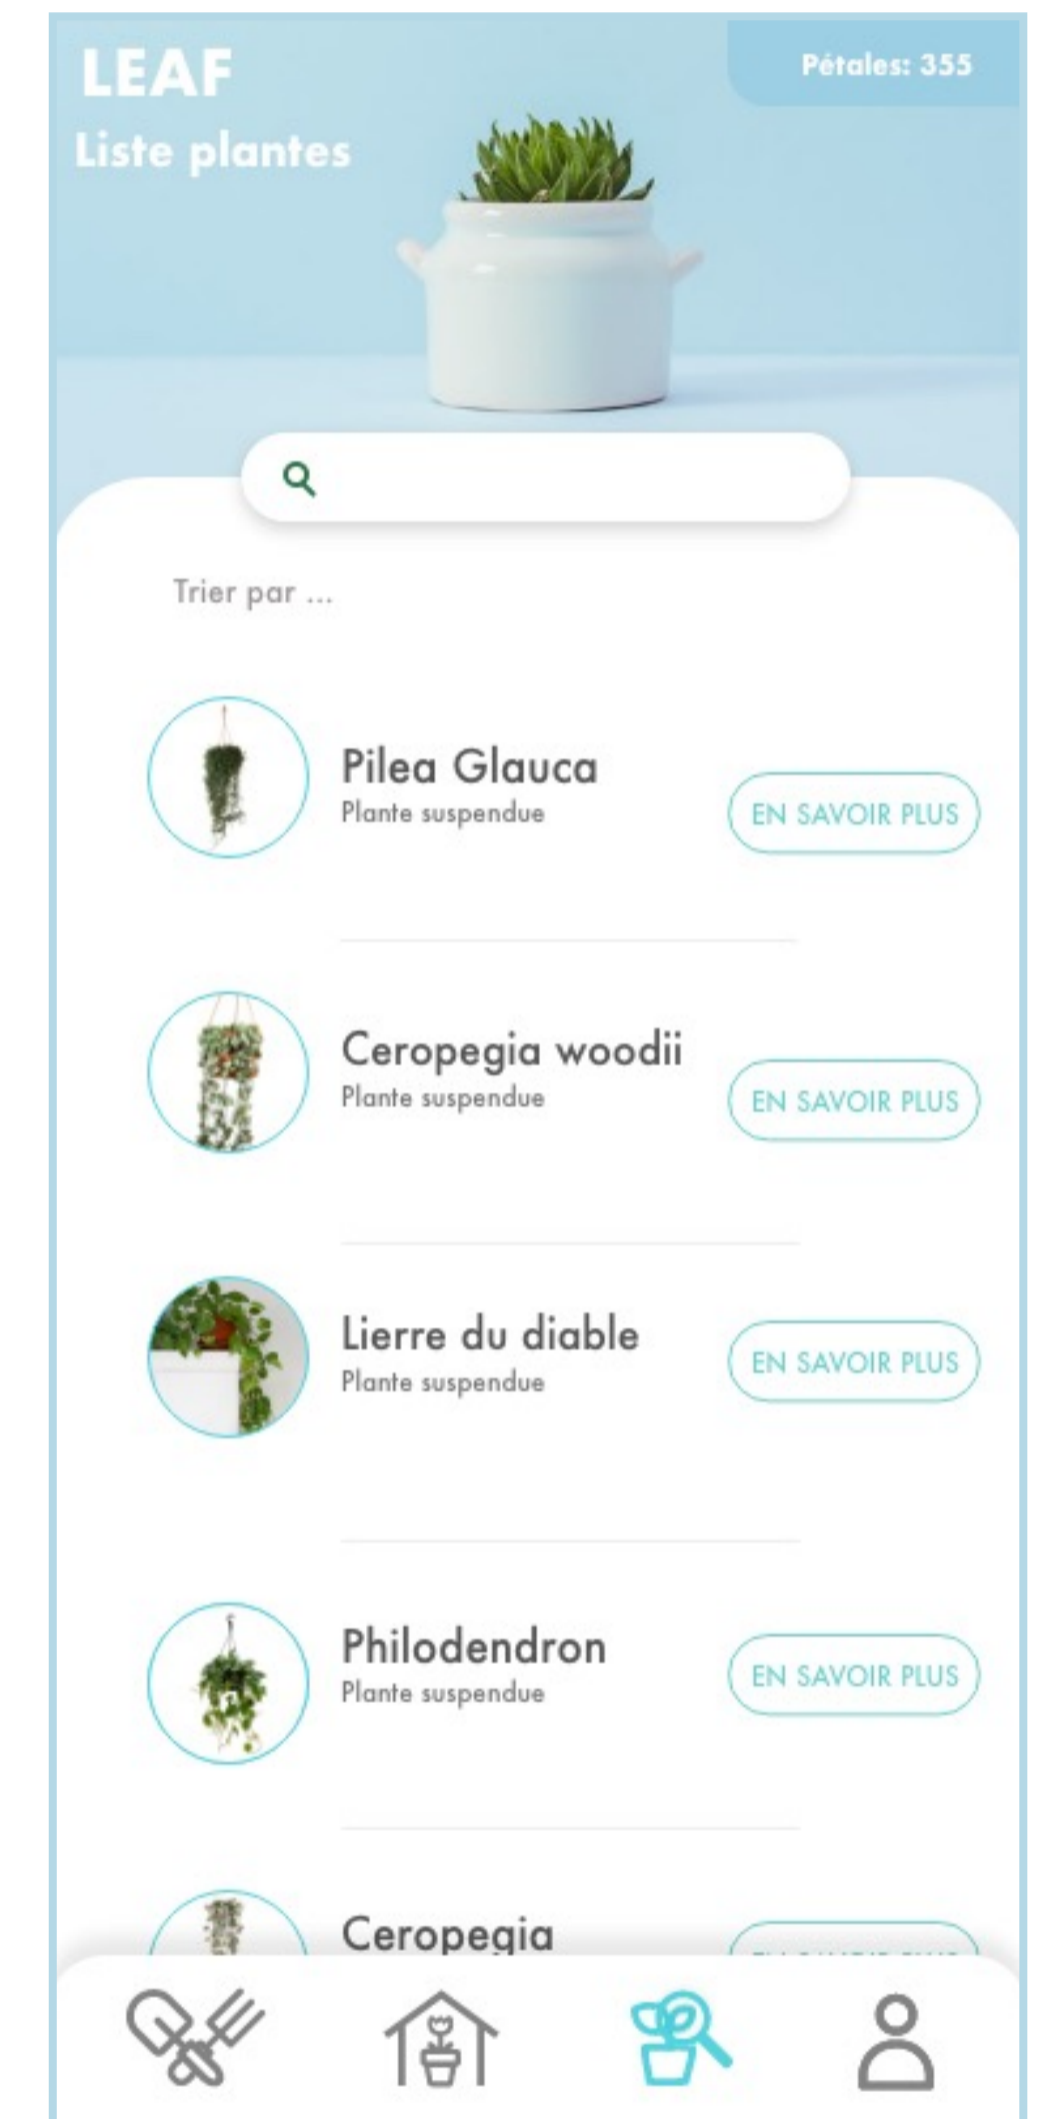 LEAF
Pétales: 355
Liste plantes
Trier par ...
Pilea Glauca
Plante suspendue
EN SAVOIR PLUS
Ceropegia woodii
Plante suspendue
EN SAVOIR PLUS
Lierre du diable
Plante suspendue
EN SAVOIR PLUS
Philodendron
Plante suspendue
EN SAVOIR PLUS
Ceropegia